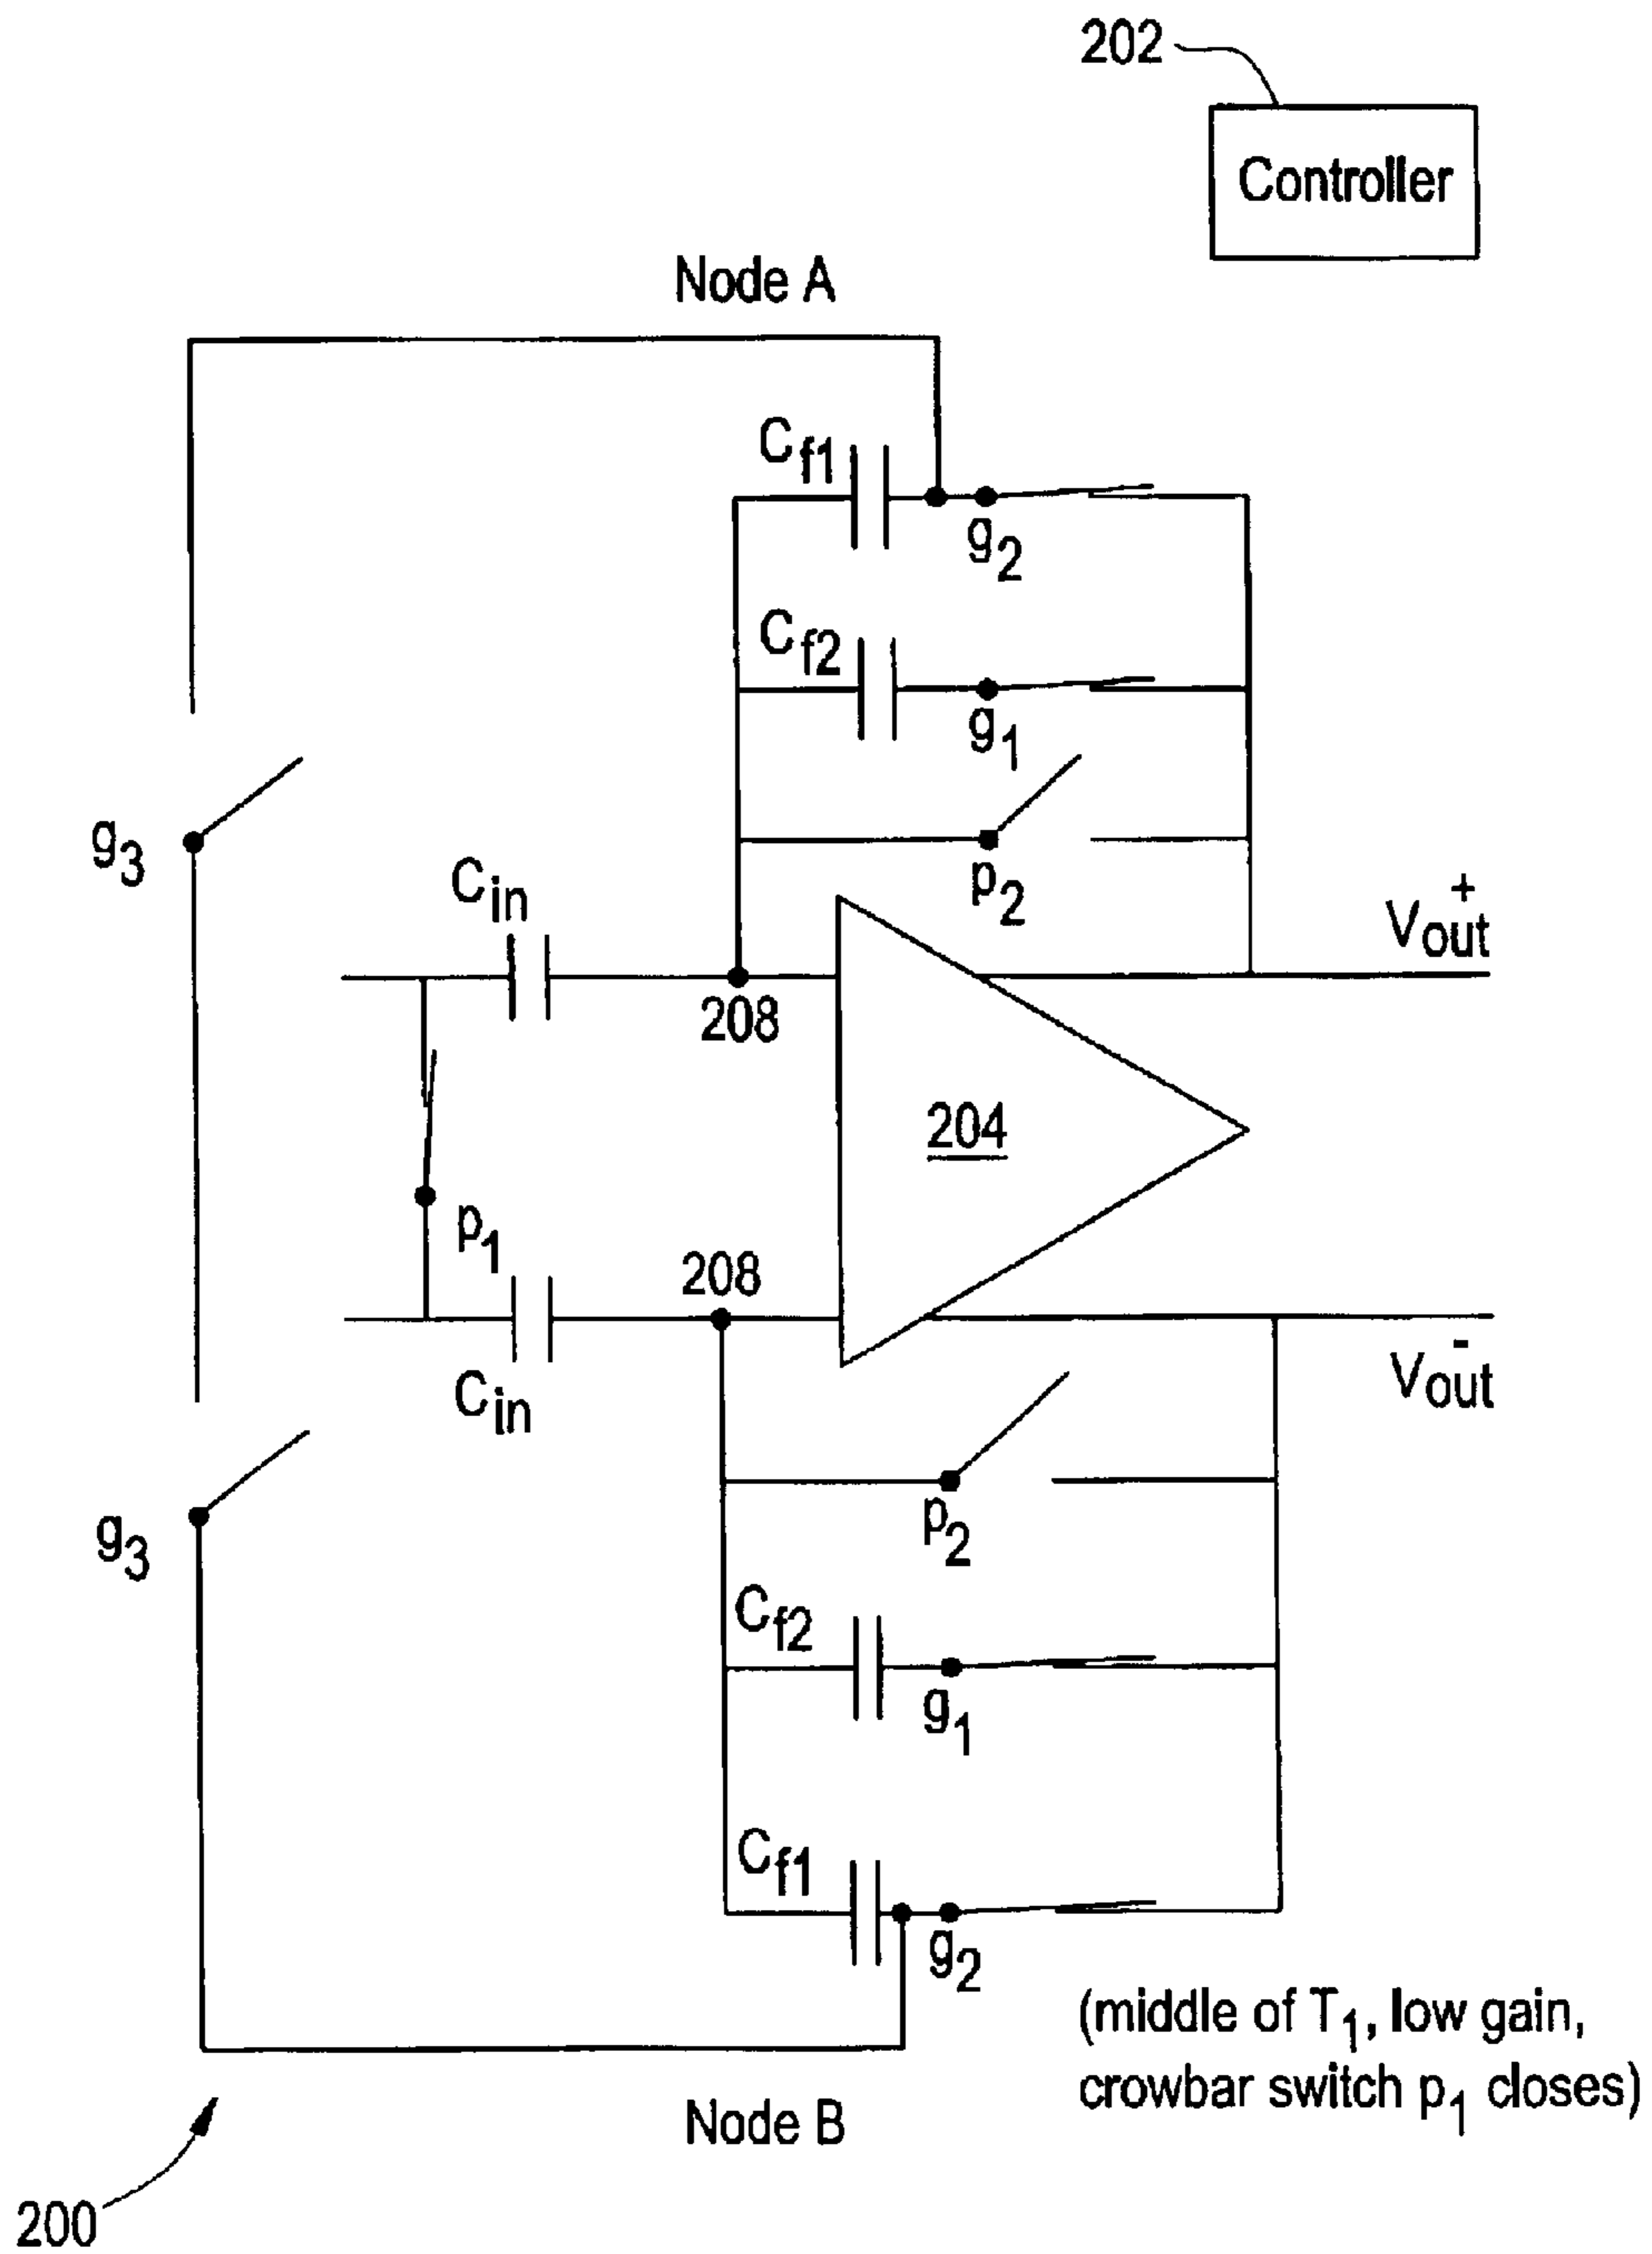 202
Controller
Node A
Cf1
g2
Cf2
g1
g3
p2
Cin
V+out
208
204
p1
208
V-out
Cin
p2
g3
Cf2
g1
Cf1
g2
(middle of T1, low gain,
crowbar switch p1 closes)
Node B
200